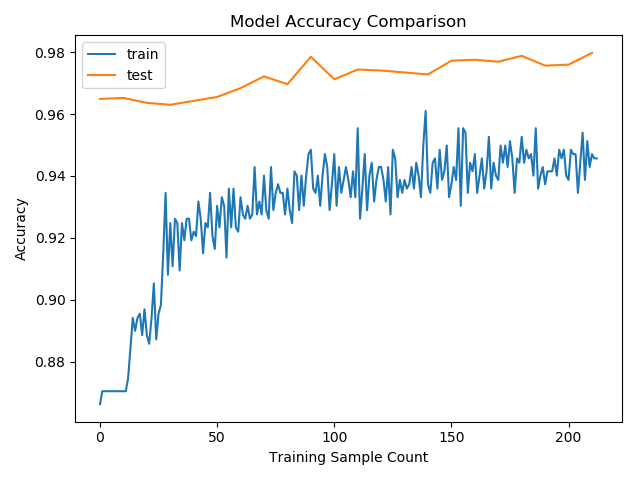 Model Accuracy Comparison
train
test
0.98
0.96
0.94
0.92
0.90
0.88
Accuracy
0
50
100
150
200
Training Sample Count